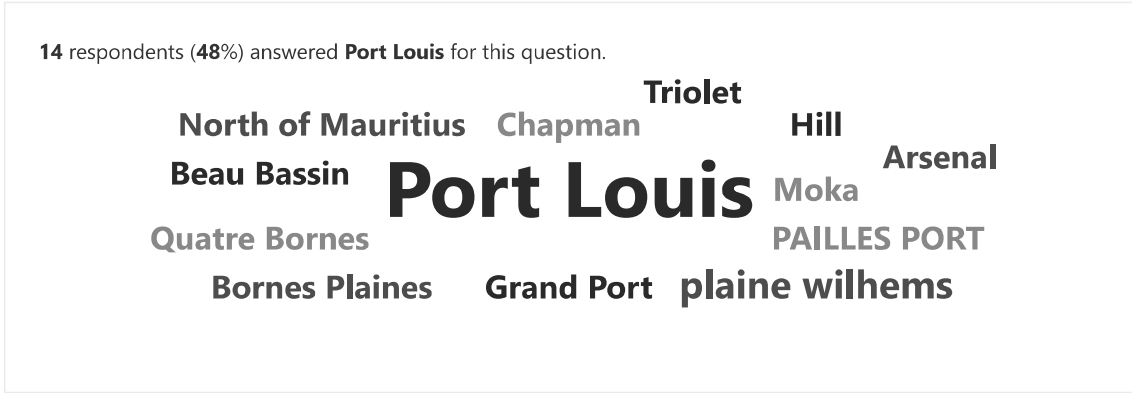 14 respondents (48%) answered Port Louis for this question.
Triolet
North of Mauritius Chapman Hill
Arsenal
Beau Bassin Port Louis Moka
Quatre Bornes PAILLES PORT
Bornes Plaines Grand Port plaine wilhems